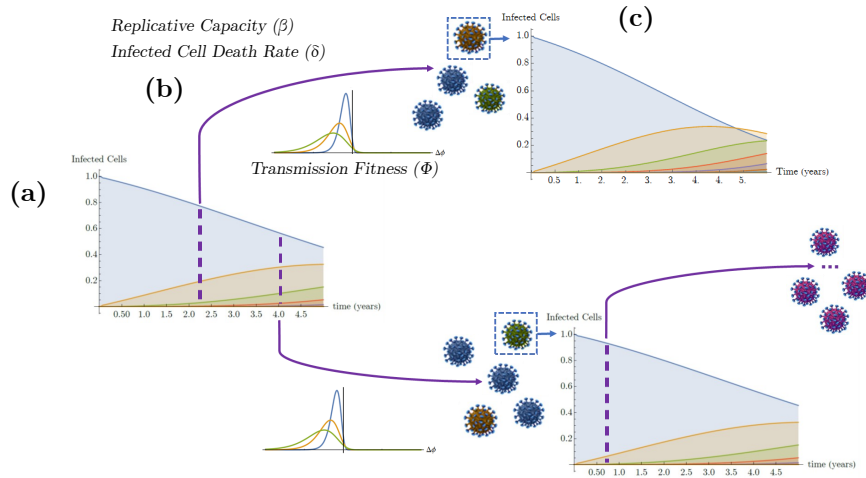 Replicative Capacity (β)
Infected Cell Death Rate (δ)
(b)
(c)
Infected Cells
1.0
0.8
0.6
0.4
0.2
0.5 1. 2. 2. 3. 3. 4. 4. 5.
Time (years)
Δϕ
Transmission Fitness (Φ)
(a)
Infected Cells
1.0
0.8
0.6
0.4
0.2
0.50 1.0 1.5 2.0 2.5 3.0 3.5 4.0 4.5
time (years)
Δϕ
Infected Cells
1.0
0.8
0.6
0.4
0.2
0.50 1.0 1.5 2.0 2.5 3.0 3.5 4.0 4.5
time (years)
...